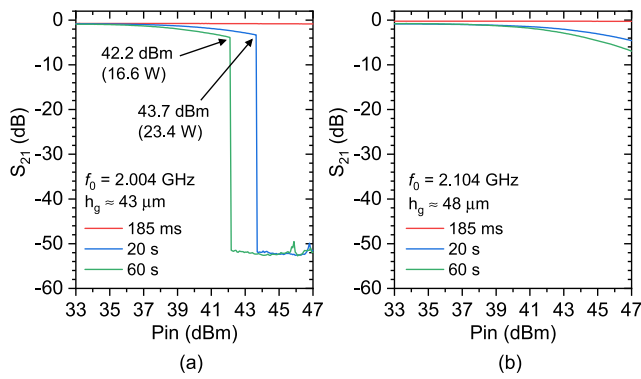 0
-10
-20
-30
-40
-50
-60
S21 (dB)
42.2 dBm
(16.6 W)
43.7 dBm
(23.4 W)
f0 = 2.004 GHz
hg ≈ 43 μm
185 ms
20 s
60 s
33 35 37 39 41 43 45 47
Pin (dBm)
(a)
0
-10
-20
-30
-40
-50
-60
S21 (dB)
f0 = 2.104 GHz
hg ≈ 48 μm
185 ms
20 s
60 s
33 35 37 39 41 43 45 47
Pin (dBm)
(b)